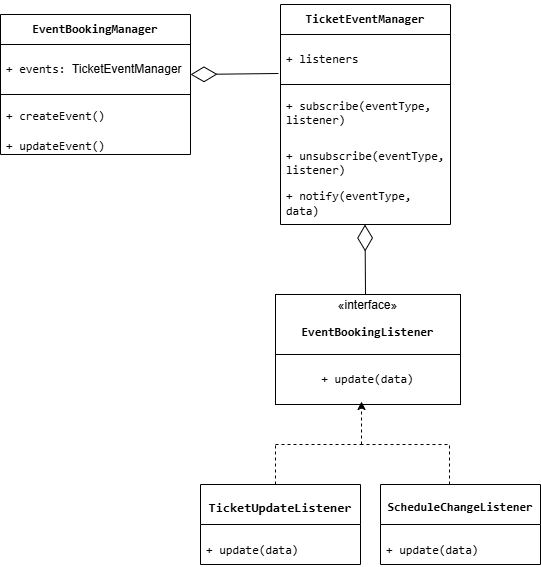 EventBookingManager
+ events: TicketEventManager
+ createEvent()
+ updateEvent()
TicketEventManager
+ listeners
+ subscribe(eventType,
listener)
+ unsubscribe(eventType,
listener)
+ notify(eventType,
data)
«interface»
EventBookingListener
+ update(data)
TicketUpdateListener
+ update(data)
ScheduleChangeListener
+ update(data)